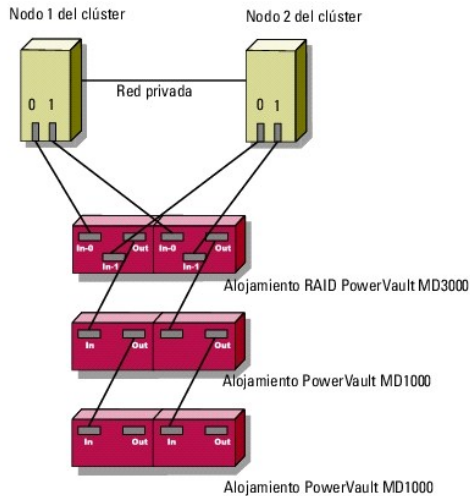 Nodo 1 del clúster
Nodo 2 del clúster
Red privada
0 1
0 1
In-0 Out In-0 Out
In-1 In-1
Alojamiento RAID PowerVault MD3000
In Out In Out
Alojamiento PowerVault MD1000
In Out In Out
Alojamiento PowerVault MD1000